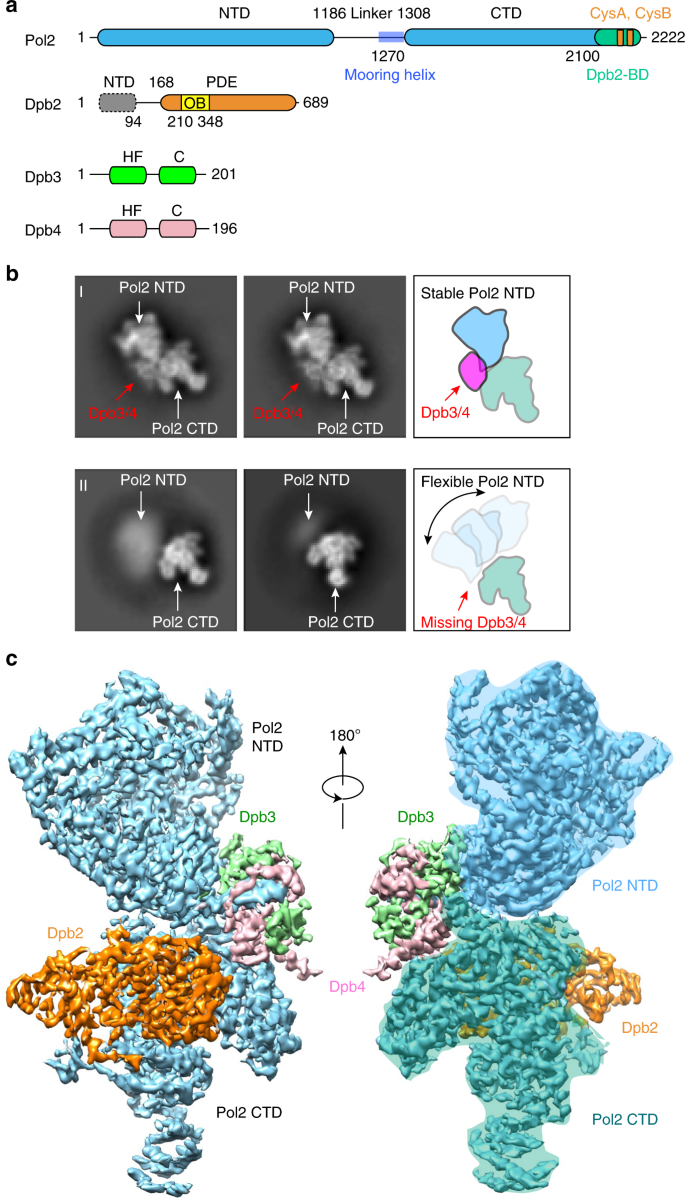 a
NTD 1186 Linker 1308 CTD CysA, CysB
Pol2 1 2222
1270 2100
Mooring helix Dpb2-BD
NTD 168 PDE
Dpb2 1 OB 689
94 210 348
HF C
Dpb3 1 201
HF C
Dpb4 1 196
b
I Pol2 NTD Pol2 NTD Stable Pol2 NTD
Dpb3/4 Dpb3/4 Dpb3/4
Pol2 CTD Pol2 CTD
II Pol2 NTD Pol2 NTD Flexible Pol2 NTD
Pol2 CTD Pol2 CTD Missing Dpb3/4
c
Pol2
NTD
180°
Dpb3 Dpb3
Pol2 NTD
Dpb2
Dpb4
Dpb2
Pol2 CTD Pol2 CTD